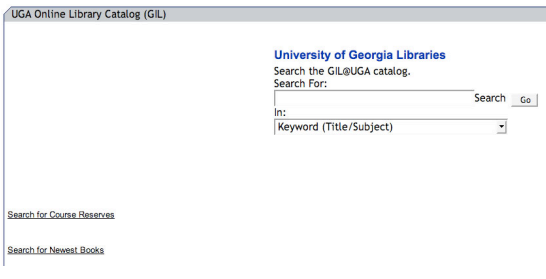 UGA Online Library Catalog (GIL)
University of Georgia Libraries
Search the GIL@UGA catalog.
Search For:
Search Go
In:
Keyword (Title/Subject)
Search for Course Reserves
Search for Newest Books